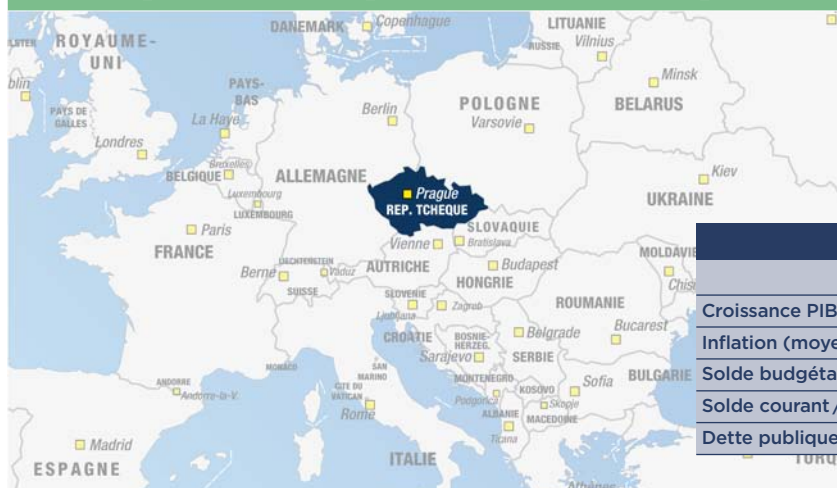 DANEMARK
Copenhague
LITUANIE
Vilnius
RUSSIE
ROYAUME-
UNI
Minsk
BELARUS
PAYS-
BAS
La Haye
Berlin
POLOGNE
Varsovie
PAYS DE
GALLES
Londres
Bruxelles
BELGIQUE
ALLEMAGNE
Kiev
UKRAINE
Luxembourg
LUXEMBOURG
Prague
REP. TCHEQUE
Paris
FRANCE
SLOVAQUIE
Vienne
Bratislava
MOLDAVIE
LIECHTENSTEIN
Vaduz
Berne
SUISSE
AUTRICHE
Budapest
HONGRIE
SLOVENIE
Ljubljana
Zagreb
ROUMANIE
Croissance PIB
CROATIE
BOSNIE-
HERZEG.
Belgrade
Bucarest
Inflation (moye
Sarajevo
SERBIE
MONACO
SAN
MARINO
Solde budgéta
ANDORRE
Andorre-la-V.
CITE DU
VATICAN
Rome
MONTENEGRO
Podgorica
KOSOVO
Sofia
BULGARIE
Skopje
MACEDOINE
Solde courant/
ALBANIE
Tirana
Madrid
ESPAGNE
ITALIE
Dette publique
TURQ
Athènes